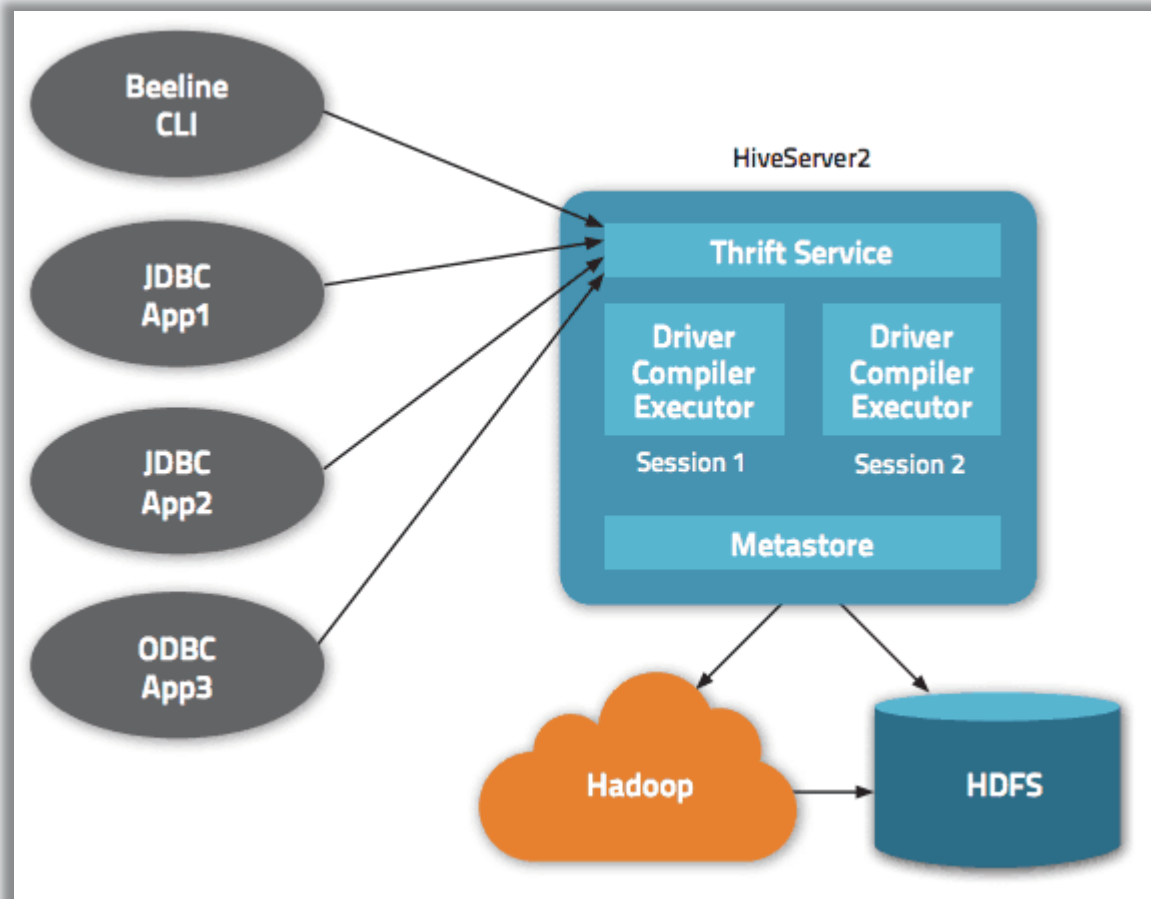 Beeline
CLI
JDBC
App1
JDBC
App2
ODBC
App3
HiveServer2
Thrift Service
Driver
Compiler
Executor
Session 1
Driver
Compiler
Executor
Session 2
Metastore
Hadoop
HDFS